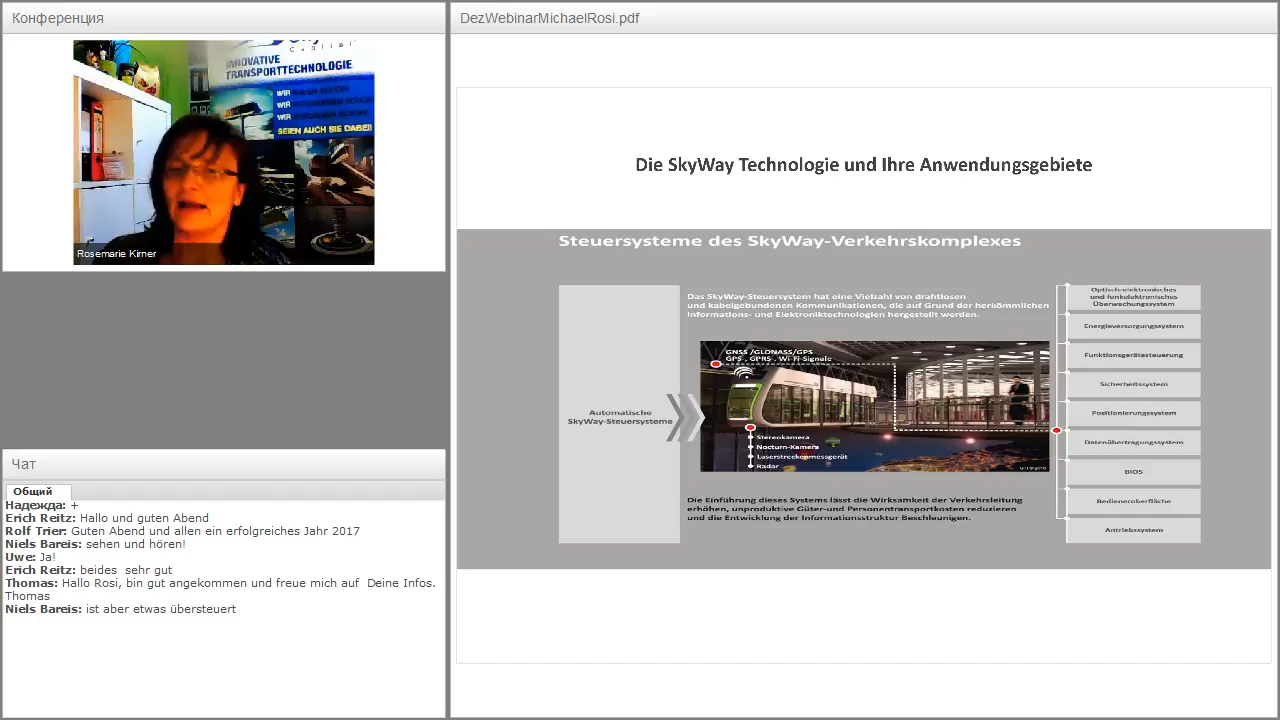 Конференция
INNOVATIVE
TRANSPORTTECHNOLOGIE
WIR
WIR
WIR
SEIEN AUCH SIE DABEI!
Rosemarie Kirner
Чат
Общий
Надежда: +
Erich Reitz: Hallo und guten Abend
Rolf Trier: Guten Abend und allen ein erfolgreiches Jahr 2017
Niels Bareis: sehen und hören!
Uwe: Ja!
Erich Reitz: beides sehr gut
Thomas: Hallo Rosi, bin gut angekommen und freue mich auf Deine Infos.
Thomas
Niels Bareis: ist aber etwas übersteuert
DezWebinarMichaelRosi.pdf
Die SkyWay Technologie und Ihre Anwendungsgebiete
Steuersysteme des SkyWay-Verkehrskomplexes
Automatische
SkyWay-Steuersysteme
Das SkyWay-Steuersystem hat eine Vielzahl von drahtlosen
und kabelgebundenen Kommunikationen, die auf Grund der herkömmlichen
Informations- und Elektroniktechnologien hergestellt werden.
GNSS /GLONASS/GPS
GPS , GPRS , Wi-Fi-Signale
Stereokamera
Nocturn-Kamera
Laserstreckenmessgerät
Radar
Die Einführung dieses Systems lässt die Wirksamkeit der Verkehrsleitung
erhöhen, unproduktive Güter-und Personentransportkosten reduzieren
und die Entwicklung der Informationsstruktur Beschleunigen.
Optisch-elektronisches
und funkelektronisches
Überwachungssystem
Energieversorgungssystem
Funktionsgerätesteuerung
Sicherheitssystem
Positionierungssystem
Datenübertragungssystem
BIOS
Bedieneroberfläche
Antriebssystem